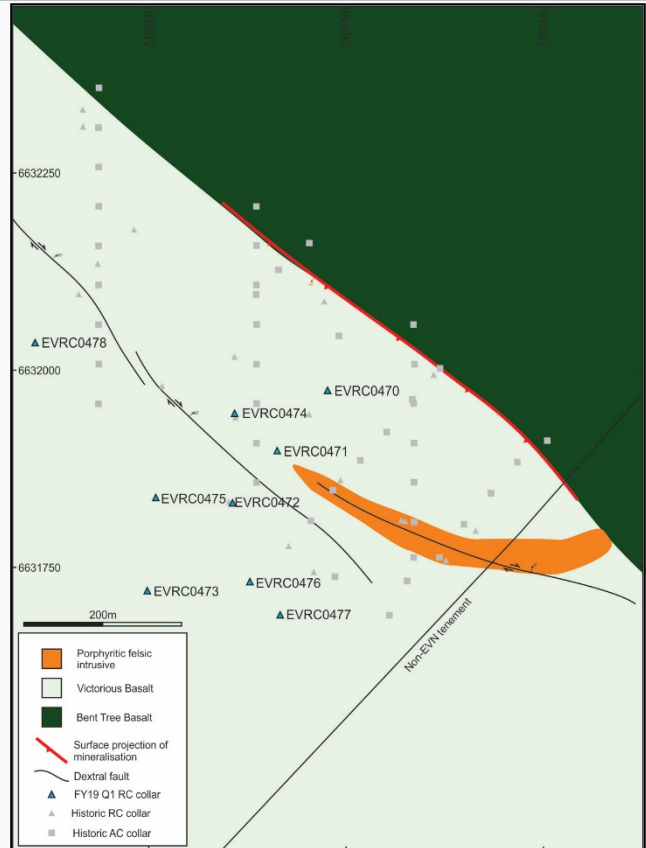 6632250
EVRC0478
6632000
EVRC0470
EVRC0474
EVRC0471
EVRC0475
EVRC0472
6631750
EVRC0476
EVRC0473
EVRC0477
200m
Non-EVN tenement
Porphyritic felsic
intrusive
Victorious Basalt
Bent Tree Basalt
Surface projection of
mineralisation
Dextral fault
FY19 Q1 RC collar
Historic RC collar
Historic AC collar